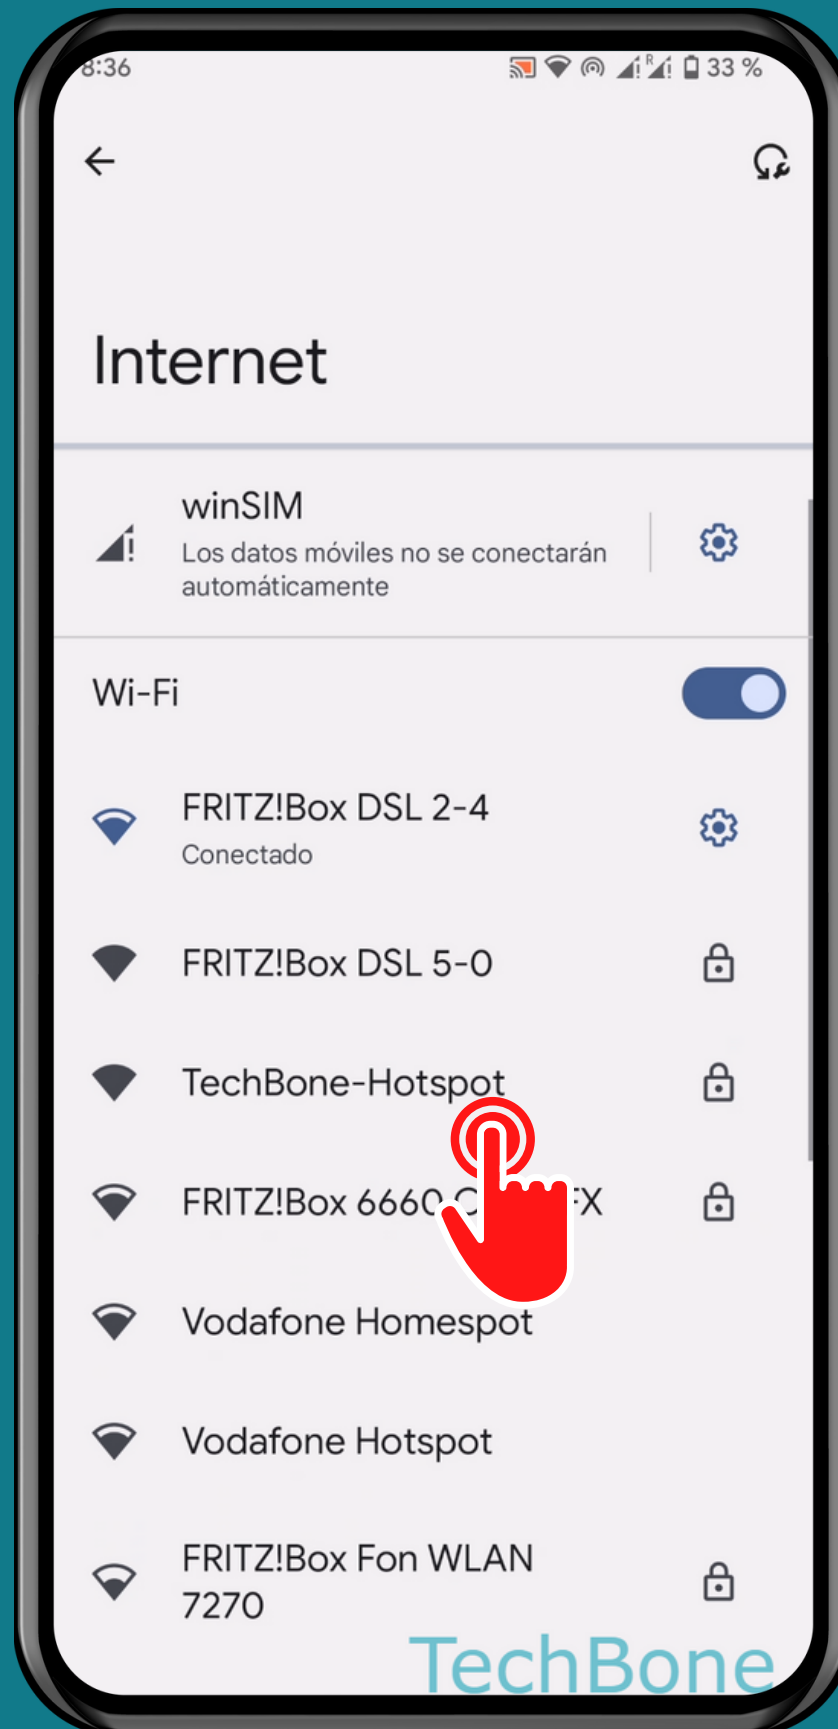 8:36 R 33 %
Internet
winSIM
Los datos móviles no se conectarán
automáticamente
Wi-Fi
FRITZ!Box DSL 2-4
Conectado
FRITZ!Box DSL 5-0
TechBone-Hotspot
FRITZ!Box 6660
Vodafone Homespot
Vodafone Hotspot
FRITZ!Box Fon WLAN
7270
TechBone